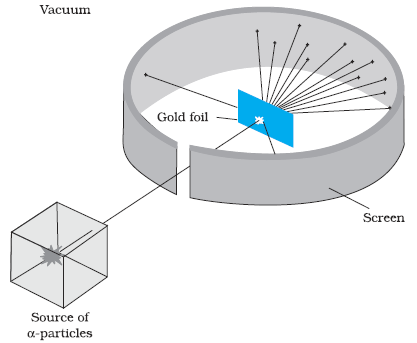 Vacuum
Gold foil
Screen
Source of
α-particles